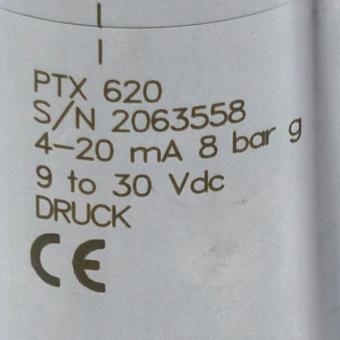 PTX 620
S/N 2063558
4-20 mA 8 bar g
9 to 30 Vdc
DRUCK
CE